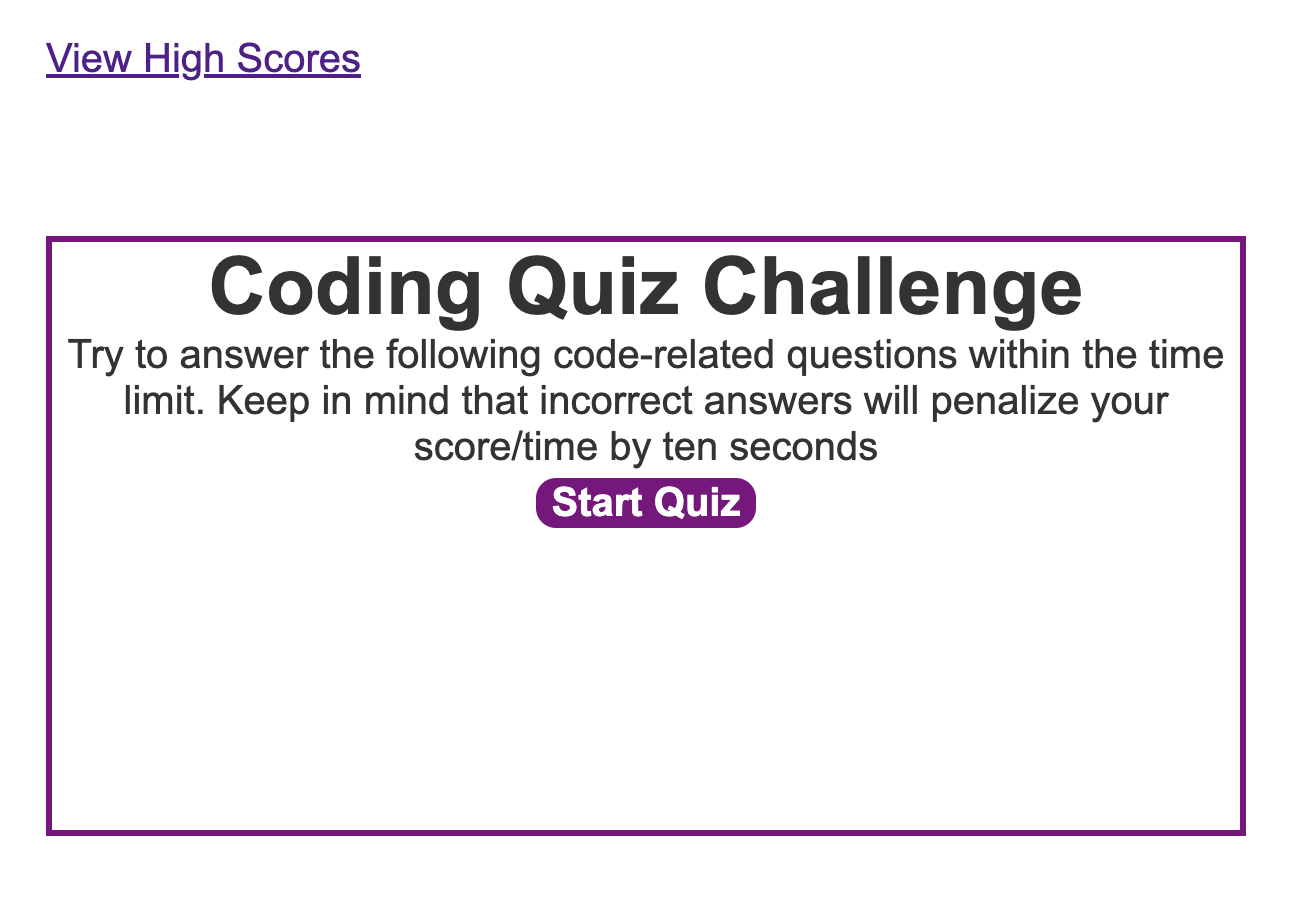 View High Scores
Coding Quiz Challenge
Try to answer the following code-related questions within the time
limit. Keep in mind that incorrect answers will penalize your
score/time by ten seconds
Start Quiz